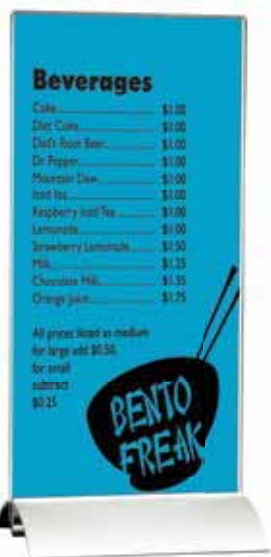 Beverages
Coke $1.00
Diet Coke $1.00
Dad's Root Beer $1.00
Dr. Pepper $1.00
Mountain Dew $1.00
Iced Tea $1.00
Raspberry Iced Tea $1.00
Lemonade $1.00
Strawberry Lemonade $1.50
Milk $1.25
Chocolate Milk $1.35
Orange Juice $1.75
All prices listed as medium
for large add $0.50,
for small
subtract
$0.25
BENTO
FREAK